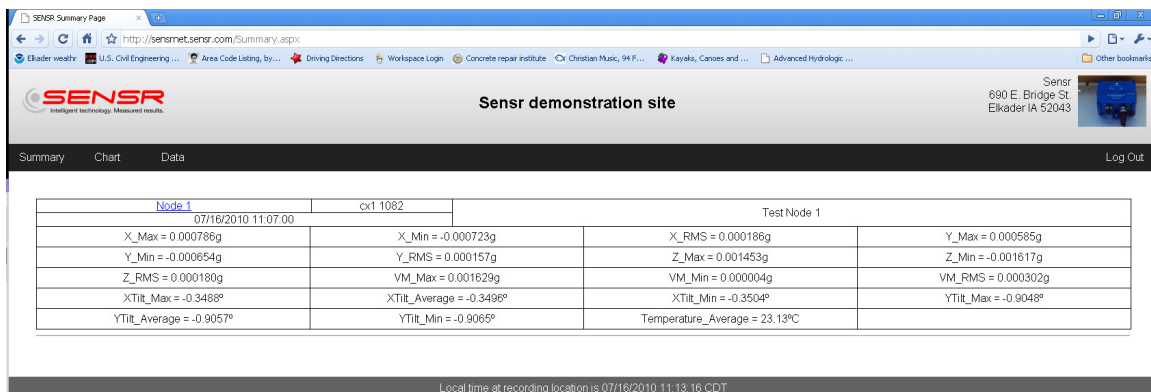 SENSR Summary Page
http://sensrnet.sensr.com/Summary.aspx
Elkader weathr U.S. Civil Engineering ... Area Code Listing, by... Driving Directions Workspace Login Concrete repair institute Christian Music, 94 F... Kayaks, Canoes and ... Advanced Hydrologic ... Other bookmarks
SENSR
Intelligent technology. Measured results.
Sensr demonstration site
Sensr
690 E. Bridge St.
Elkader IA 52043
Summary Chart Data Log Out
Node 1 cx1 1082 Test Node 1
07/16/2010 11:07:00
X_Max = 0.000786g X_Min = -0.000723g X_RMS = 0.000186g Y_Max = 0.000585g
Y_Min = -0.000654g Y_RMS = 0.000157g Z_Max = 0.001453g Z_Min = -0.001617g
Z_RMS = 0.000180g VM_Max = 0.001629g VM_Min = 0.000004g VM_RMS = 0.000302g
XTilt_Max = -0.3488º XTilt_Average = -0.3496º XTilt_Min = -0.3504º YTilt_Max = -0.9048º
YTilt_Average = -0.9057º YTilt_Min = -0.9065º Temperature_Average = 23.13ºC
Local time at recording location is 07/16/2010 11:13:16 CDT